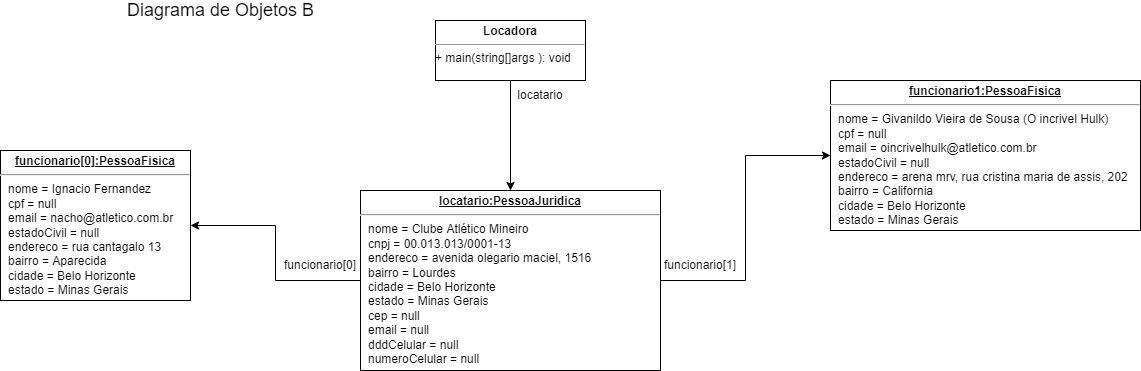 Diagrama de Objetos B
Locadora
+ main(string[]args ): void
locatario
funcionario1:PessoaFisica
nome = Givanildo Vieira de Sousa (O incrivel Hulk)
cpf = null
email = oincrivelhulk@atletico.com.br
estadoCivil = null
endereco = arena mrv, rua cristina maria de assis, 202
bairro = California
cidade = Belo Horizonte
estado = Minas Gerais
funcionario[0]:PessoaFisica
nome = Ignacio Fernandez
cpf = null
email = nacho@atletico.com.br
estadoCivil = null
endereco = rua cantagalo 13
bairro = Aparecida
cidade = Belo Horizonte
estado = Minas Gerais
funcionario[0]
locatario:PessoaJuridica
nome = Clube Atlético Mineiro
cnpj = 00.013.013/0001-13
endereco = avenida olegario maciel, 1516
bairro = Lourdes
cidade = Belo Horizonte
estado = Minas Gerais
cep = null
email = null
dddCelular = null
numeroCelular = null
funcionario[1]